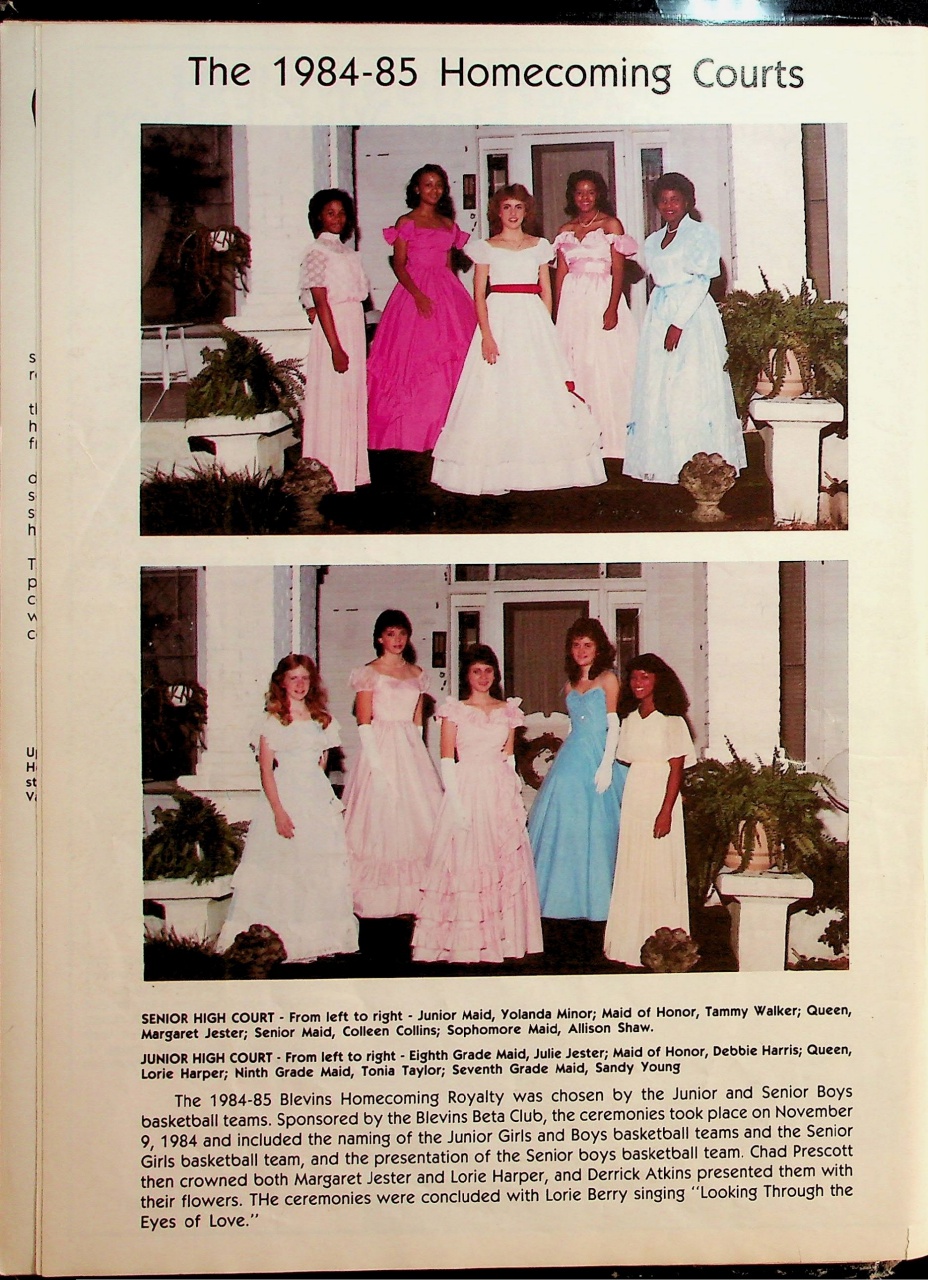 The 1984-85 Homecoming Courts
SENIOR HIGH COURT - From left to right - Junior Maid, Yolanda Minor; Maid of Honor, Tammy Walker; Queen,
Margaret Jester; Senior Maid, Colleen Collins; Sophomore Maid, Allison Shaw.
JUNIOR HIGH COURT - From left to right - Eighth Grade Maid, Julie Jester; Maid of Honor, Debbie Harris; Queen,
Lorie Harper; Ninth Grade Maid, Tonia Taylor; Seventh Grade Maid, Sandy Young
The 1984-85 Blevins Homecoming Royalty was chosen by the Junior and Senior Boys
basketball teams. Sponsored by the Blevins Beta Club, the ceremonies took place on November
9, 1984 and included the naming of the Junior Girls and Boys basketball teams and the Senior
Girls basketball team, and the presentation of the Senior boys basketball team. Chad Prescott
then crowned both Margaret Jester and Lorie Harper, and Derrick Atkins presented them with
their flowers. THe ceremonies were concluded with Lorie Berry singing "Looking Through the
Eyes of Love."